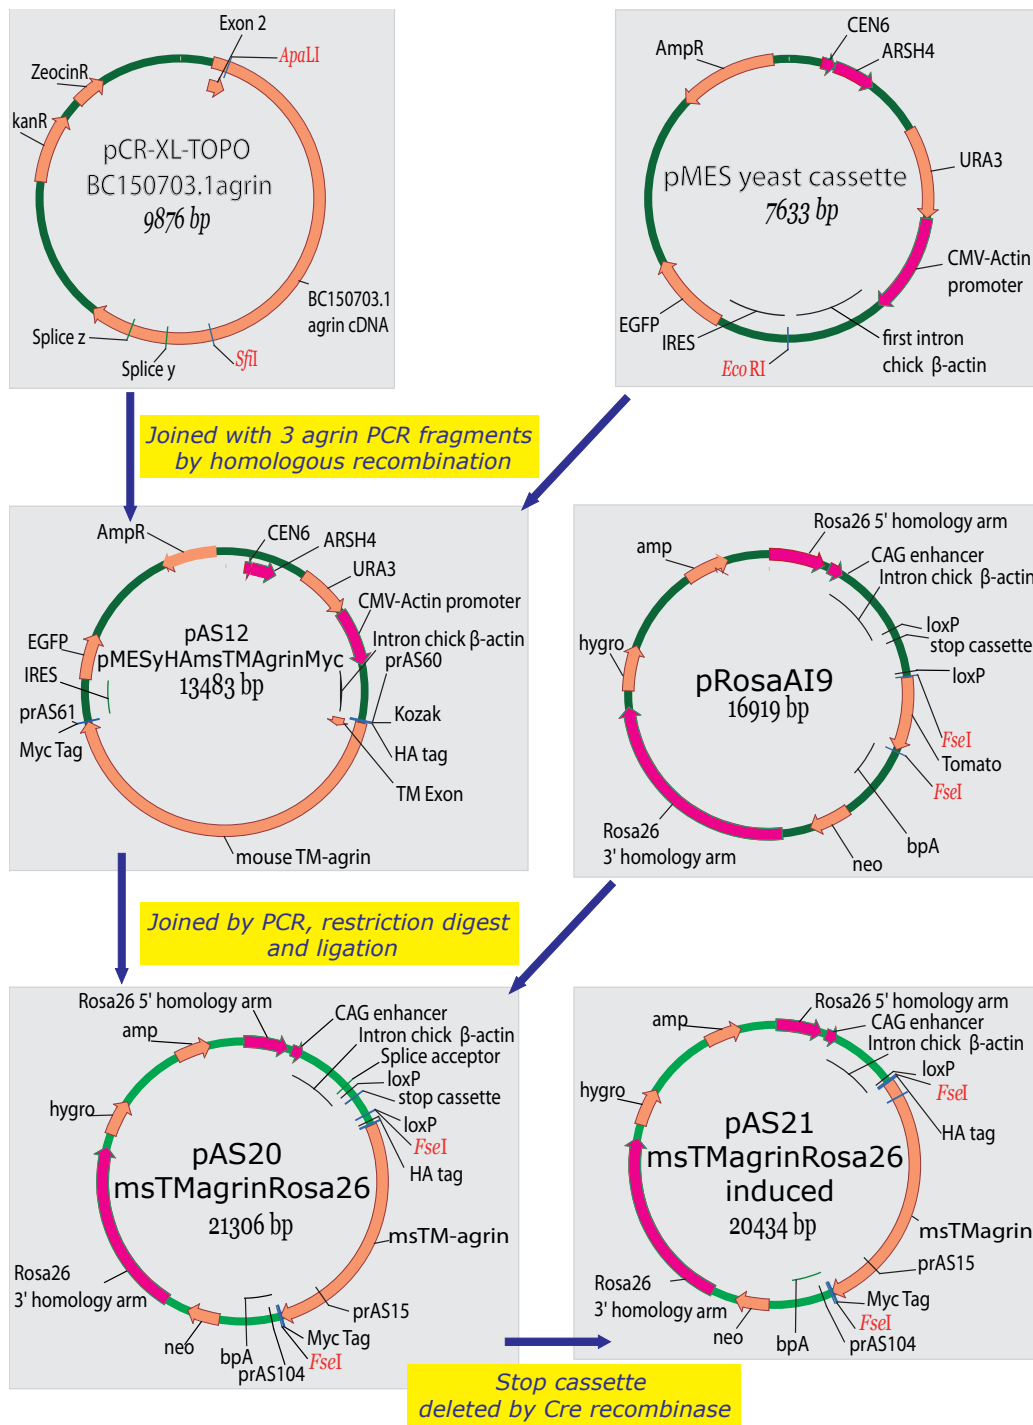 Exon 2
ApaLI
ZeocinR
kanR
pCR-XL-TOPO
BC150703.1agrin
9876 bp
BC150703.1
agrin cDNA
Splice z
Splice y
SfiI
CEN6
AmpR
ARSH4
URA3
pMES yeast cassette
7633 bp
CMV-Actin
promoter
EGFP
IRES
first intron
chick β-actin
Eco RI
Joined with 3 agrin PCR fragments
by homologous recombination
AmpR
CEN6
ARSH4
URA3
CMV-Actin promoter
pAS12
pMESyHAmsTMAgrinMyc
13483 bp
Intron chick β-actin
prAS60
EGFP
IRES
prAS61
Myc Tag
Kozak
HA tag
TM Exon
mouse TM-agrin
Rosa26 5' homology arm
amp
CAG enhancer
Intron chick β-actin
loxP
stop cassette
loxP
hygro
pRosaAI9
16919 bp
FseI
Tomato
FseI
Rosa26
3' homology arm
bpA
neo
Joined by PCR, restriction digest
and ligation
Rosa26 5' homology arm
amp
CAG enhancer
Intron chick β-actin
Splice acceptor
loxP
stop cassette
hygro
loxP
FseI
HA tag
pAS20
msTMagrinRosa26
21306 bp
msTM-agrin
Rosa26
3' homology arm
prAS15
neo
bpA
Myc Tag
prAS104
FseI
Rosa26 5' homology arm
amp
CAG enhancer
Intron chick β-actin
loxP
FseI
hygro
HA tag
pAS21
msTMagrinRosa26
induced
20434 bp
msTMagrin
prAS15
Rosa26
3' homology arm
Myc Tag
FseI
neo
bpA
prAS104
Stop cassette
deleted by Cre recombinase